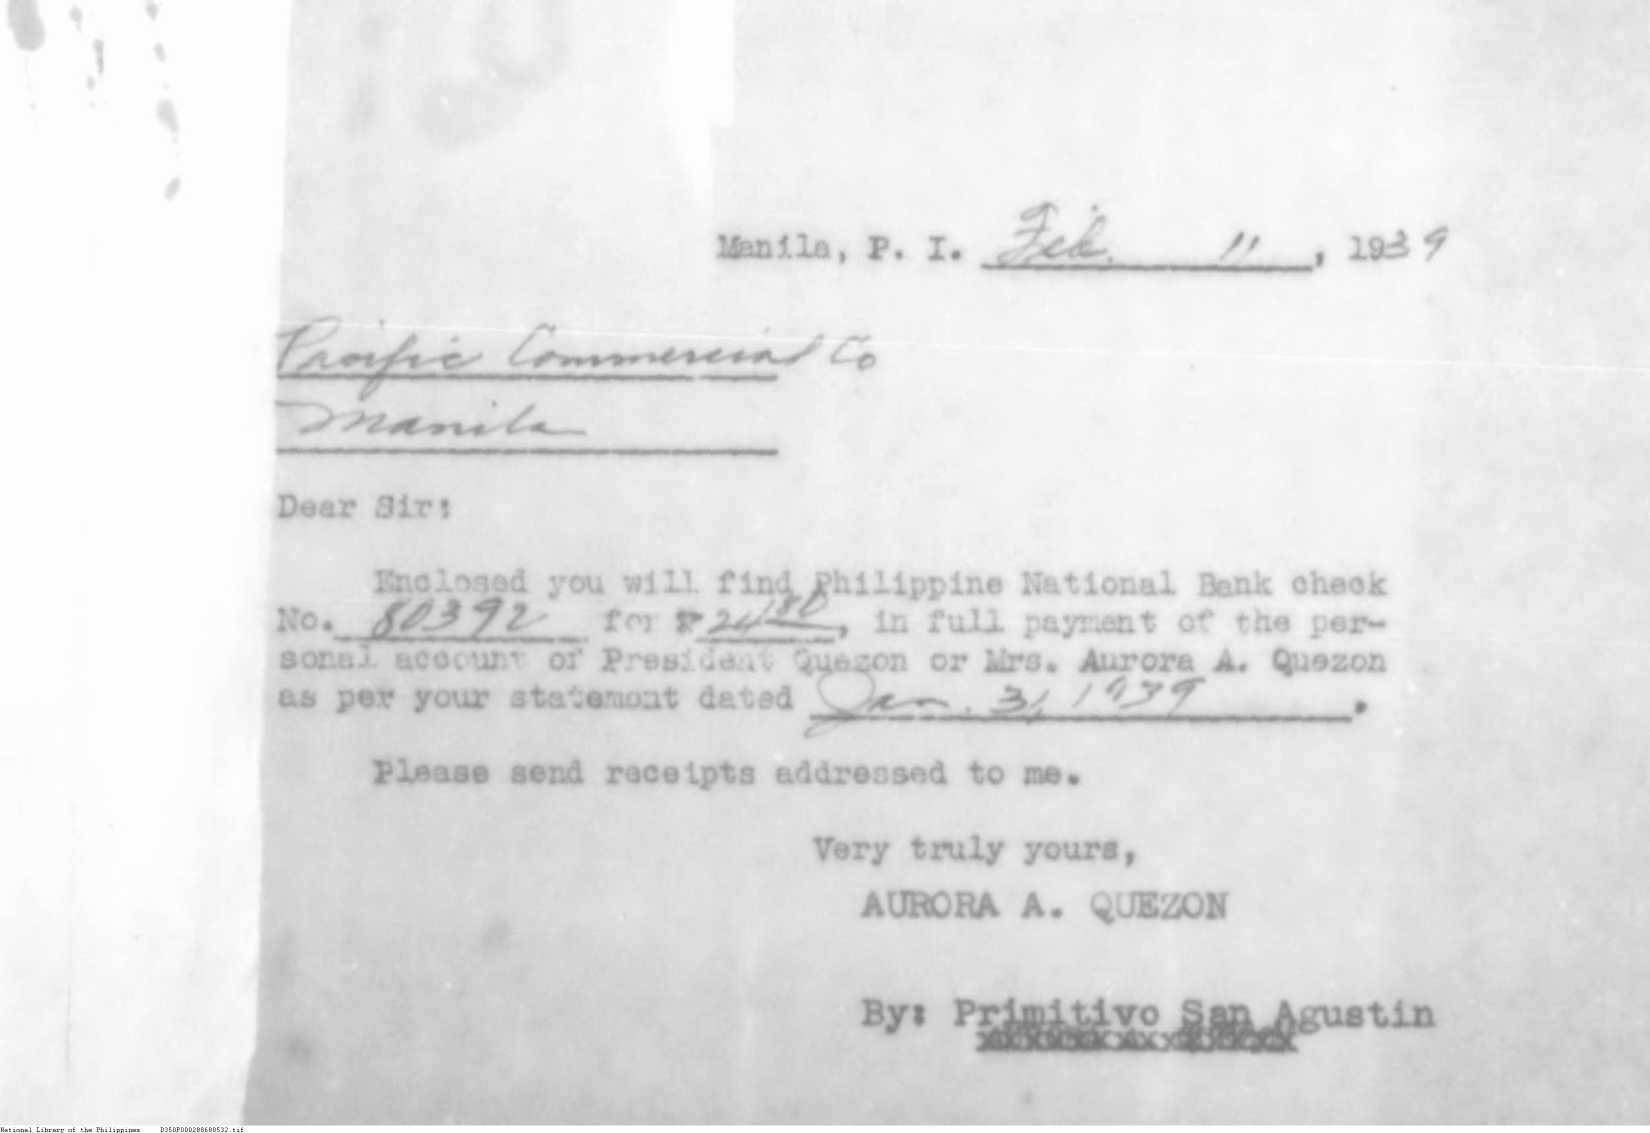 Manila, P. I. Feb. 11, 1939
Pacific Commercial Co
Manila
Dear Sir:
Enclosed you will find Philippine National Bank check
No. 80392 for ₱24 80, in full payment of the per-
sonal account of President Quezon or Mrs. Aurora A. Quezon
as per your statement dated Jan. 31, 1939.
Please send receipts addressed to me.
Very truly yours,
AURORA A. QUEZON
By: Primitivo San Agustin
National Library of the Philippines D350P000288688532.tif